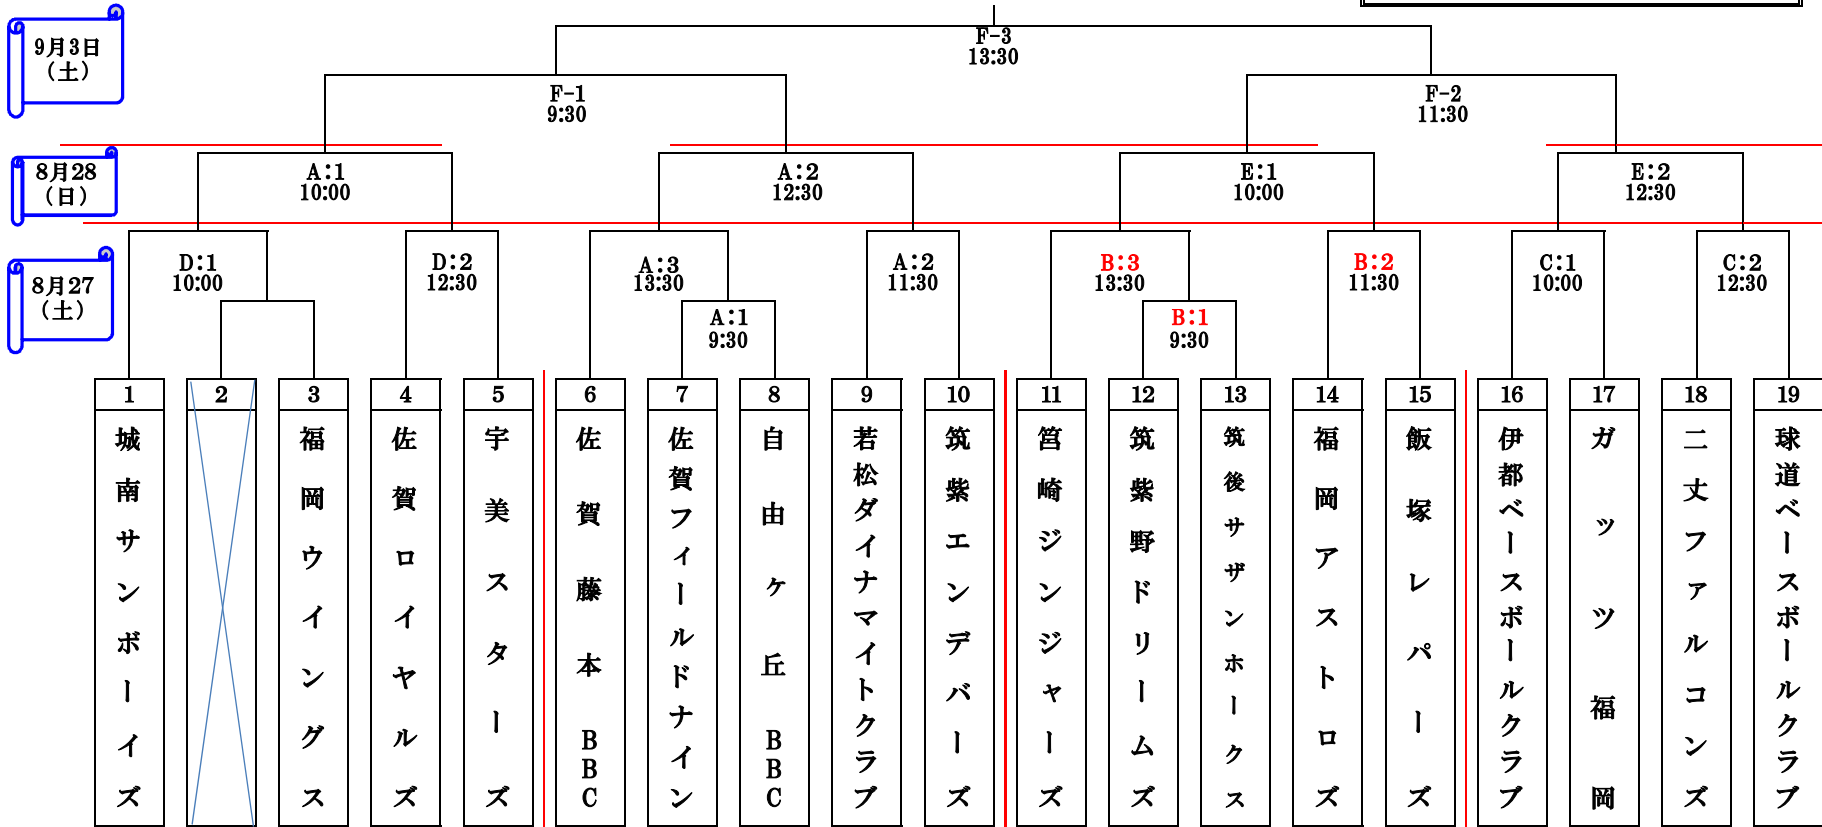 F-3
13:30
9月3日
（土）
F-1
9:30
F-2
11:30
8月28
（日）
A:1
10:00
A:2
12:30
E:1
10:00
E:2
12:30
8月27
（土）
D:1
10:00
D:2
12:30
A:3
13:30
A:2
11:30
B:3
13:30
B:2
11:30
C:1
10:00
C:2
12:30
A:1
9:30
B:1
9:30
1
2
3
4
5
6
7
8
9
10
11
12
13
14
15
16
17
18
19
城南サンボーイズ
福岡ウイングス
佐賀ロイヤルズ
宇美スターズ
佐賀藤本BBC
佐賀フィールドナイン
自由ヶ丘BBC
若松ダイナマイトクラブ
筑紫エンデバーズ
筥崎ジンジャーズ
筑紫野ドリームズ
筑後サザンホークス
福岡アストロズ
飯塚レパーズ
伊都ベースボールクラブ
ガッツ福岡
二丈ファルコンズ
球道ベースボールクラブ